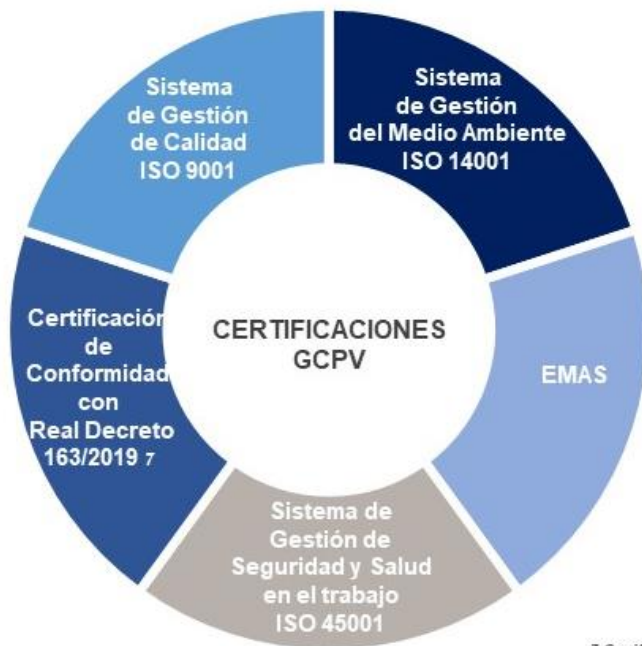 Sistema
de Gestión
de Calidad
ISO 9001
Sistema
de Gestión
del Medio Ambiente
ISO 14001
Certificación
de
Conformidad
con
Real Decreto
163/2019 7
CERTIFICACIONES
GCPV
EMAS
Sistema de
Gestión de
Seguridad y Salud
en el trabajo
ISO 45001